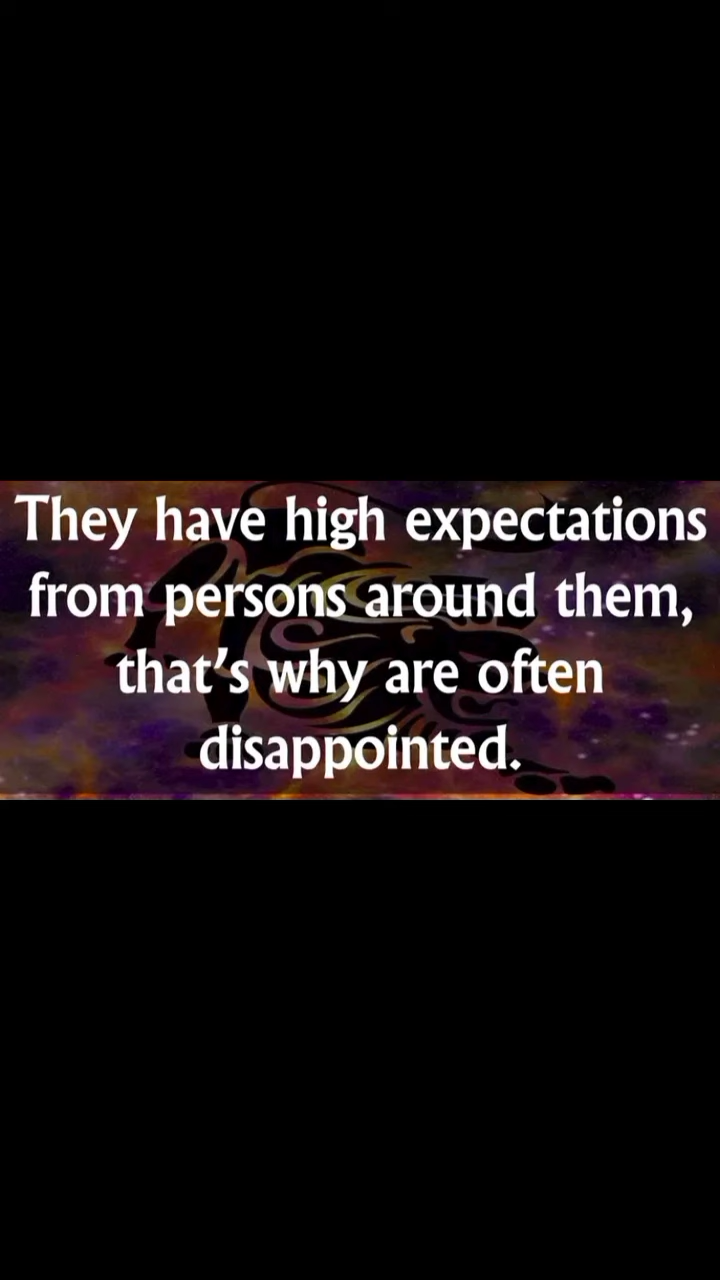 They have high expectations
from persons around them,
that’s why are often
disappointed.